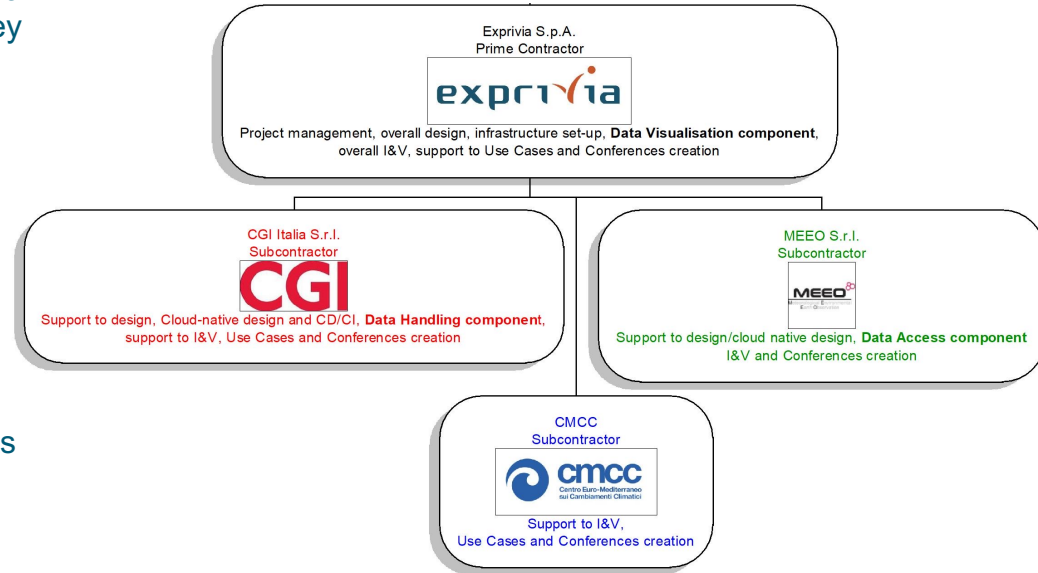 ey
Exprivia S.p.A.
Prime Contractor
exprivia
Project management, overall design, infrastructure set-up, Data Visualisation component,
overall I&V, support to Use Cases and Conferences creation
CGI Italia S.r.l.
Subcontractor
CGI
Support to design, Cloud-native design and CD/CI, Data Handling component,
support to I&V, Use Cases and Conferences creation
MEEO S.r.l.
Subcontractor
MEEO
Support to design/cloud native design, Data Access component
I&V and Conferences creation
s
CMCC
Subcontractor
cmcc
Centro Euro-Mediterraneo
sui Cambiamenti Climatici
Support to I&V,
Use Cases and Conferences creation